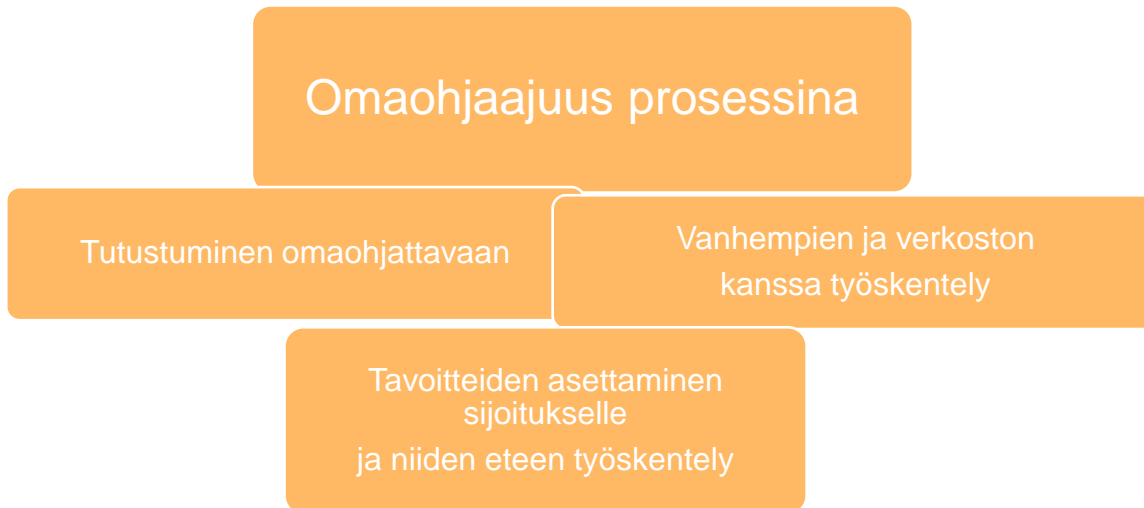 Omaohjaajuus prosessina
Tutustuminen omaohjattavaan
Vanhempien ja verkoston
kanssa työskentely
Tavoitteiden asettaminen
sijoitukselle
ja niiden eteen työskentely